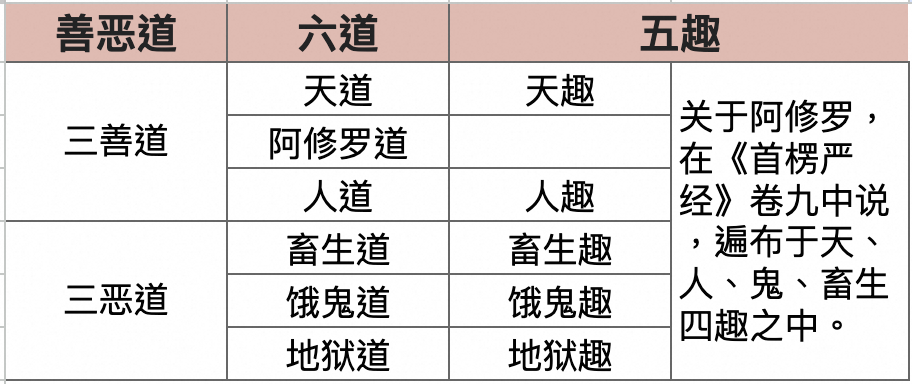 善恶道 六道 五趣
三善道
天道 天趣
阿修罗道
人道 人趣
三恶道
畜生道 畜生趣
饿鬼道 饿鬼趣
地狱道 地狱趣
关于阿修罗，
在《首楞严
经》卷九中说
，遍布于天、
人、鬼、畜生
四趣之中。